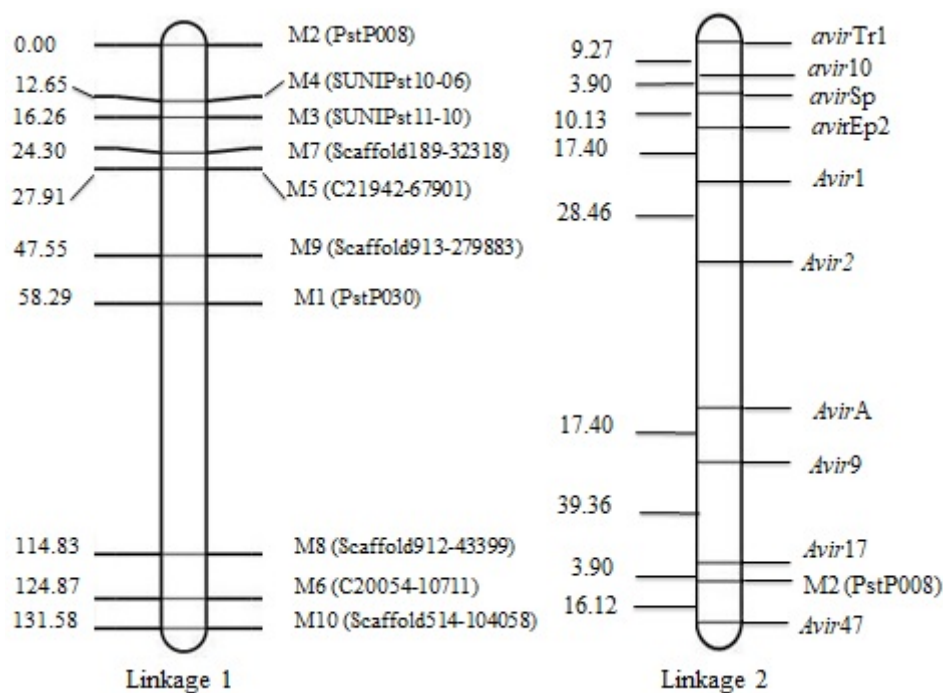 0.00 M2 (PstP008)
12.65 M4 (SUNIPst10-06)
16.26 M3 (SUNIPst11-10)
24.30 M7 (Scaffold189-32318)
27.91 M5 (C21942-67901)
47.55 M9 (Scaffold913-279883)
58.29 M1 (PstP030)
114.83 M8 (Scaffold912-43399)
124.87 M6 (C20054-10711)
131.58 M10 (Scaffold514-104058)
Linkage 1
avirTr1
9.27
avir10
3.90
avirSp
10.13
avirEp2
17.40
Avir1
28.46
Avir2
AvirA
17.40
Avir9
39.36
Avir17
3.90
M2 (PstP008)
16.12
Avir47
Linkage 2